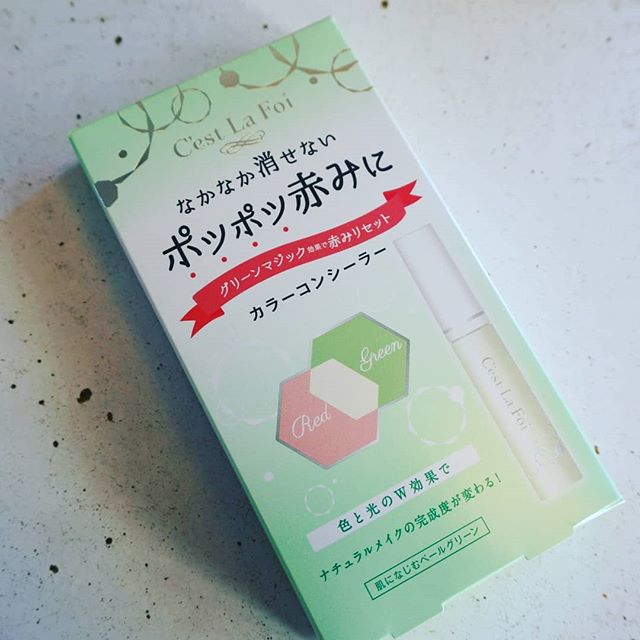 C'est La Foi
なかなか消せない
ポツポツ赤みに
グリーンマジック効果で赤みリセット
カラーコンシーラー
Green
Red
C'est La Foi
色と光のW効果で
ナチュラルメイクの完成度が変わる!
肌になじむペールグリーン